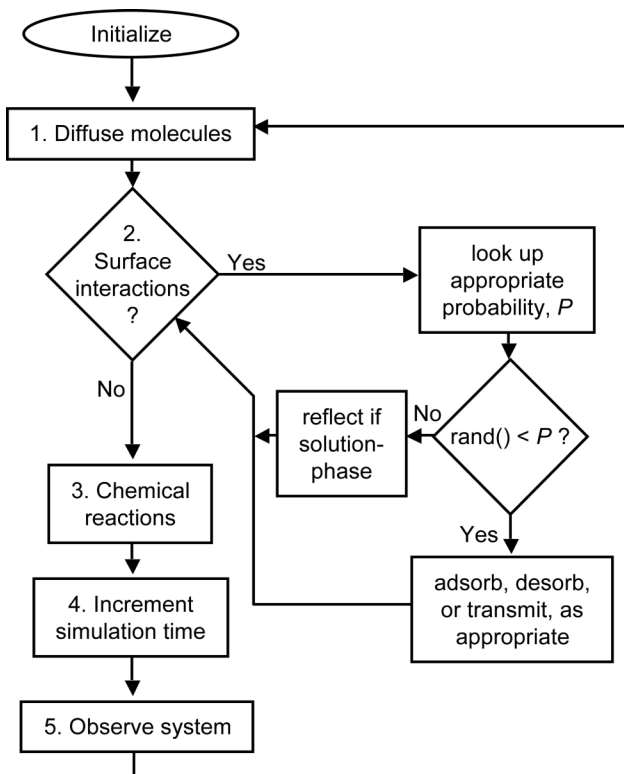 Initialize
1. Diffuse molecules
2.
Surface
interactions
?
Yes
look up
appropriate
probability, P
No
reflect if
solution-
phase
No
rand() < P ?
Yes
3. Chemical
reactions
adsorb, desorb,
or transmit, as
appropriate
4. Increment
simulation time
5. Observe system